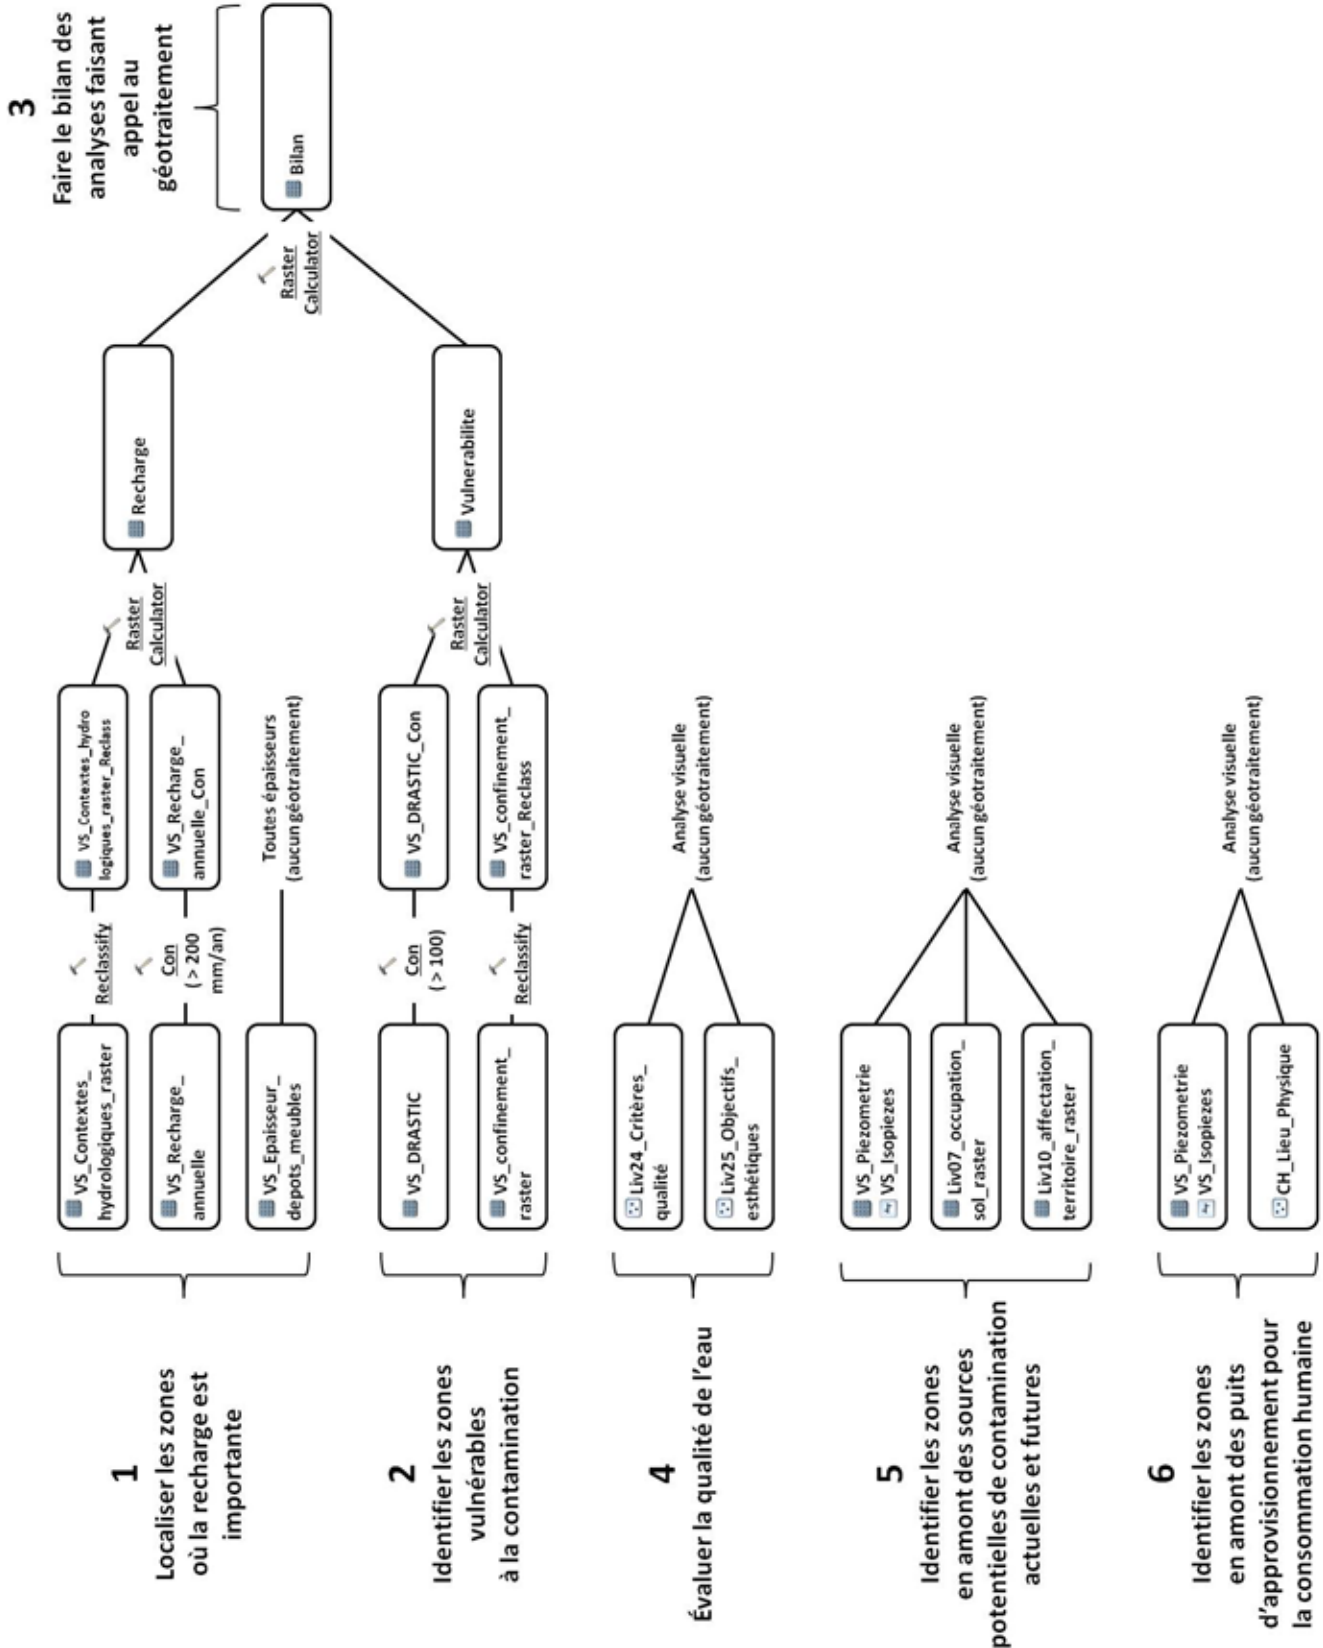 1
Localiser les zones
où la recharge est
importante
VS_Contextes_
hydrologiques_raster
Reclassify
VS_Contextes_hydro
logiques_raster_Reclass
VS_Recharge_
annuelle
Con
( > 200
mm/an)
VS_Recharge_
annuelle_Con
VS_Epaisseur_
depots_meubles
Toutes épaisseurs
(aucun géotraitement)
Raster
Calculator
Recharge
2
Identifier les zones
vulnérables
à la contamination
VS_DRASTIC
Con
( > 100)
VS_DRASTIC_Con
VS_confinement_
raster
Reclassify
VS_confinement_
raster_Reclass
Raster
Calculator
Vulnerabilite
Raster
Calculator
3
Faire le bilan des
analyses faisant
appel au
géotraitement
Bilan
4
Évaluer la qualité de l'eau
Liv24_Critères_
qualité
Liv25_Objectifs_
esthétiques
Analyse visuelle
(aucun géotraitement)
5
Identifier les zones
en amont des sources
potentielles de contamination
actuelles et futures
VS_Piezometrie
VS_Isopiezes
Liv07_occupation_
sol_raster
Liv10_affectation_
territoire_raster
Analyse visuelle
(aucun géotraitement)
6
Identifier les zones
en amont des puits
d'approvisionnement pour
la consommation humaine
VS_Piezometrie
VS_Isopiezes
CH_Lieu_Physique
Analyse visuelle
(aucun géotraitement)